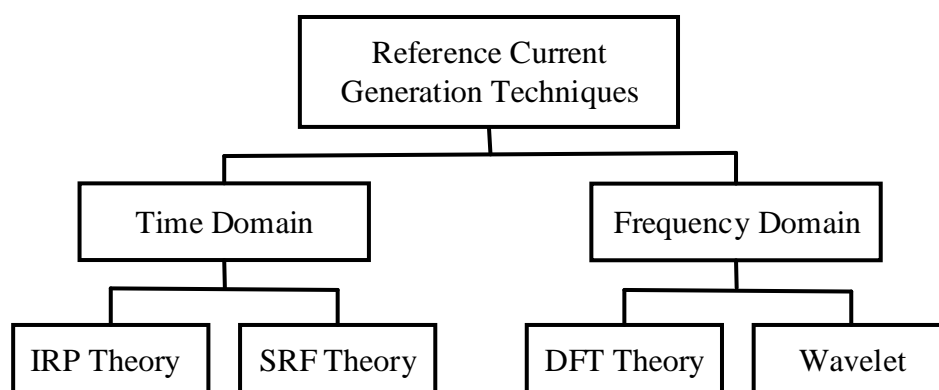 Reference Current
Generation Techniques
Time Domain
Frequency Domain
IRP Theory
SRF Theory
DFT Theory
Wavelet